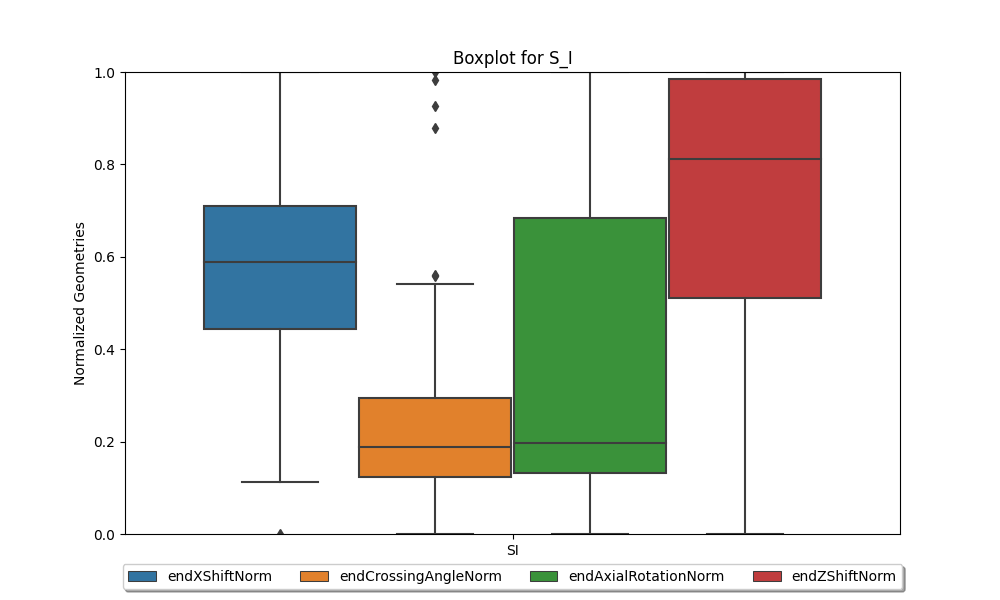 Boxplot for S_I
1.0
0.8
0.6
0.4
0.2
0.0
Normalized Geometries
SI
endXShiftNorm endCrossingAngleNorm endAxialRotationNorm endZShiftNorm